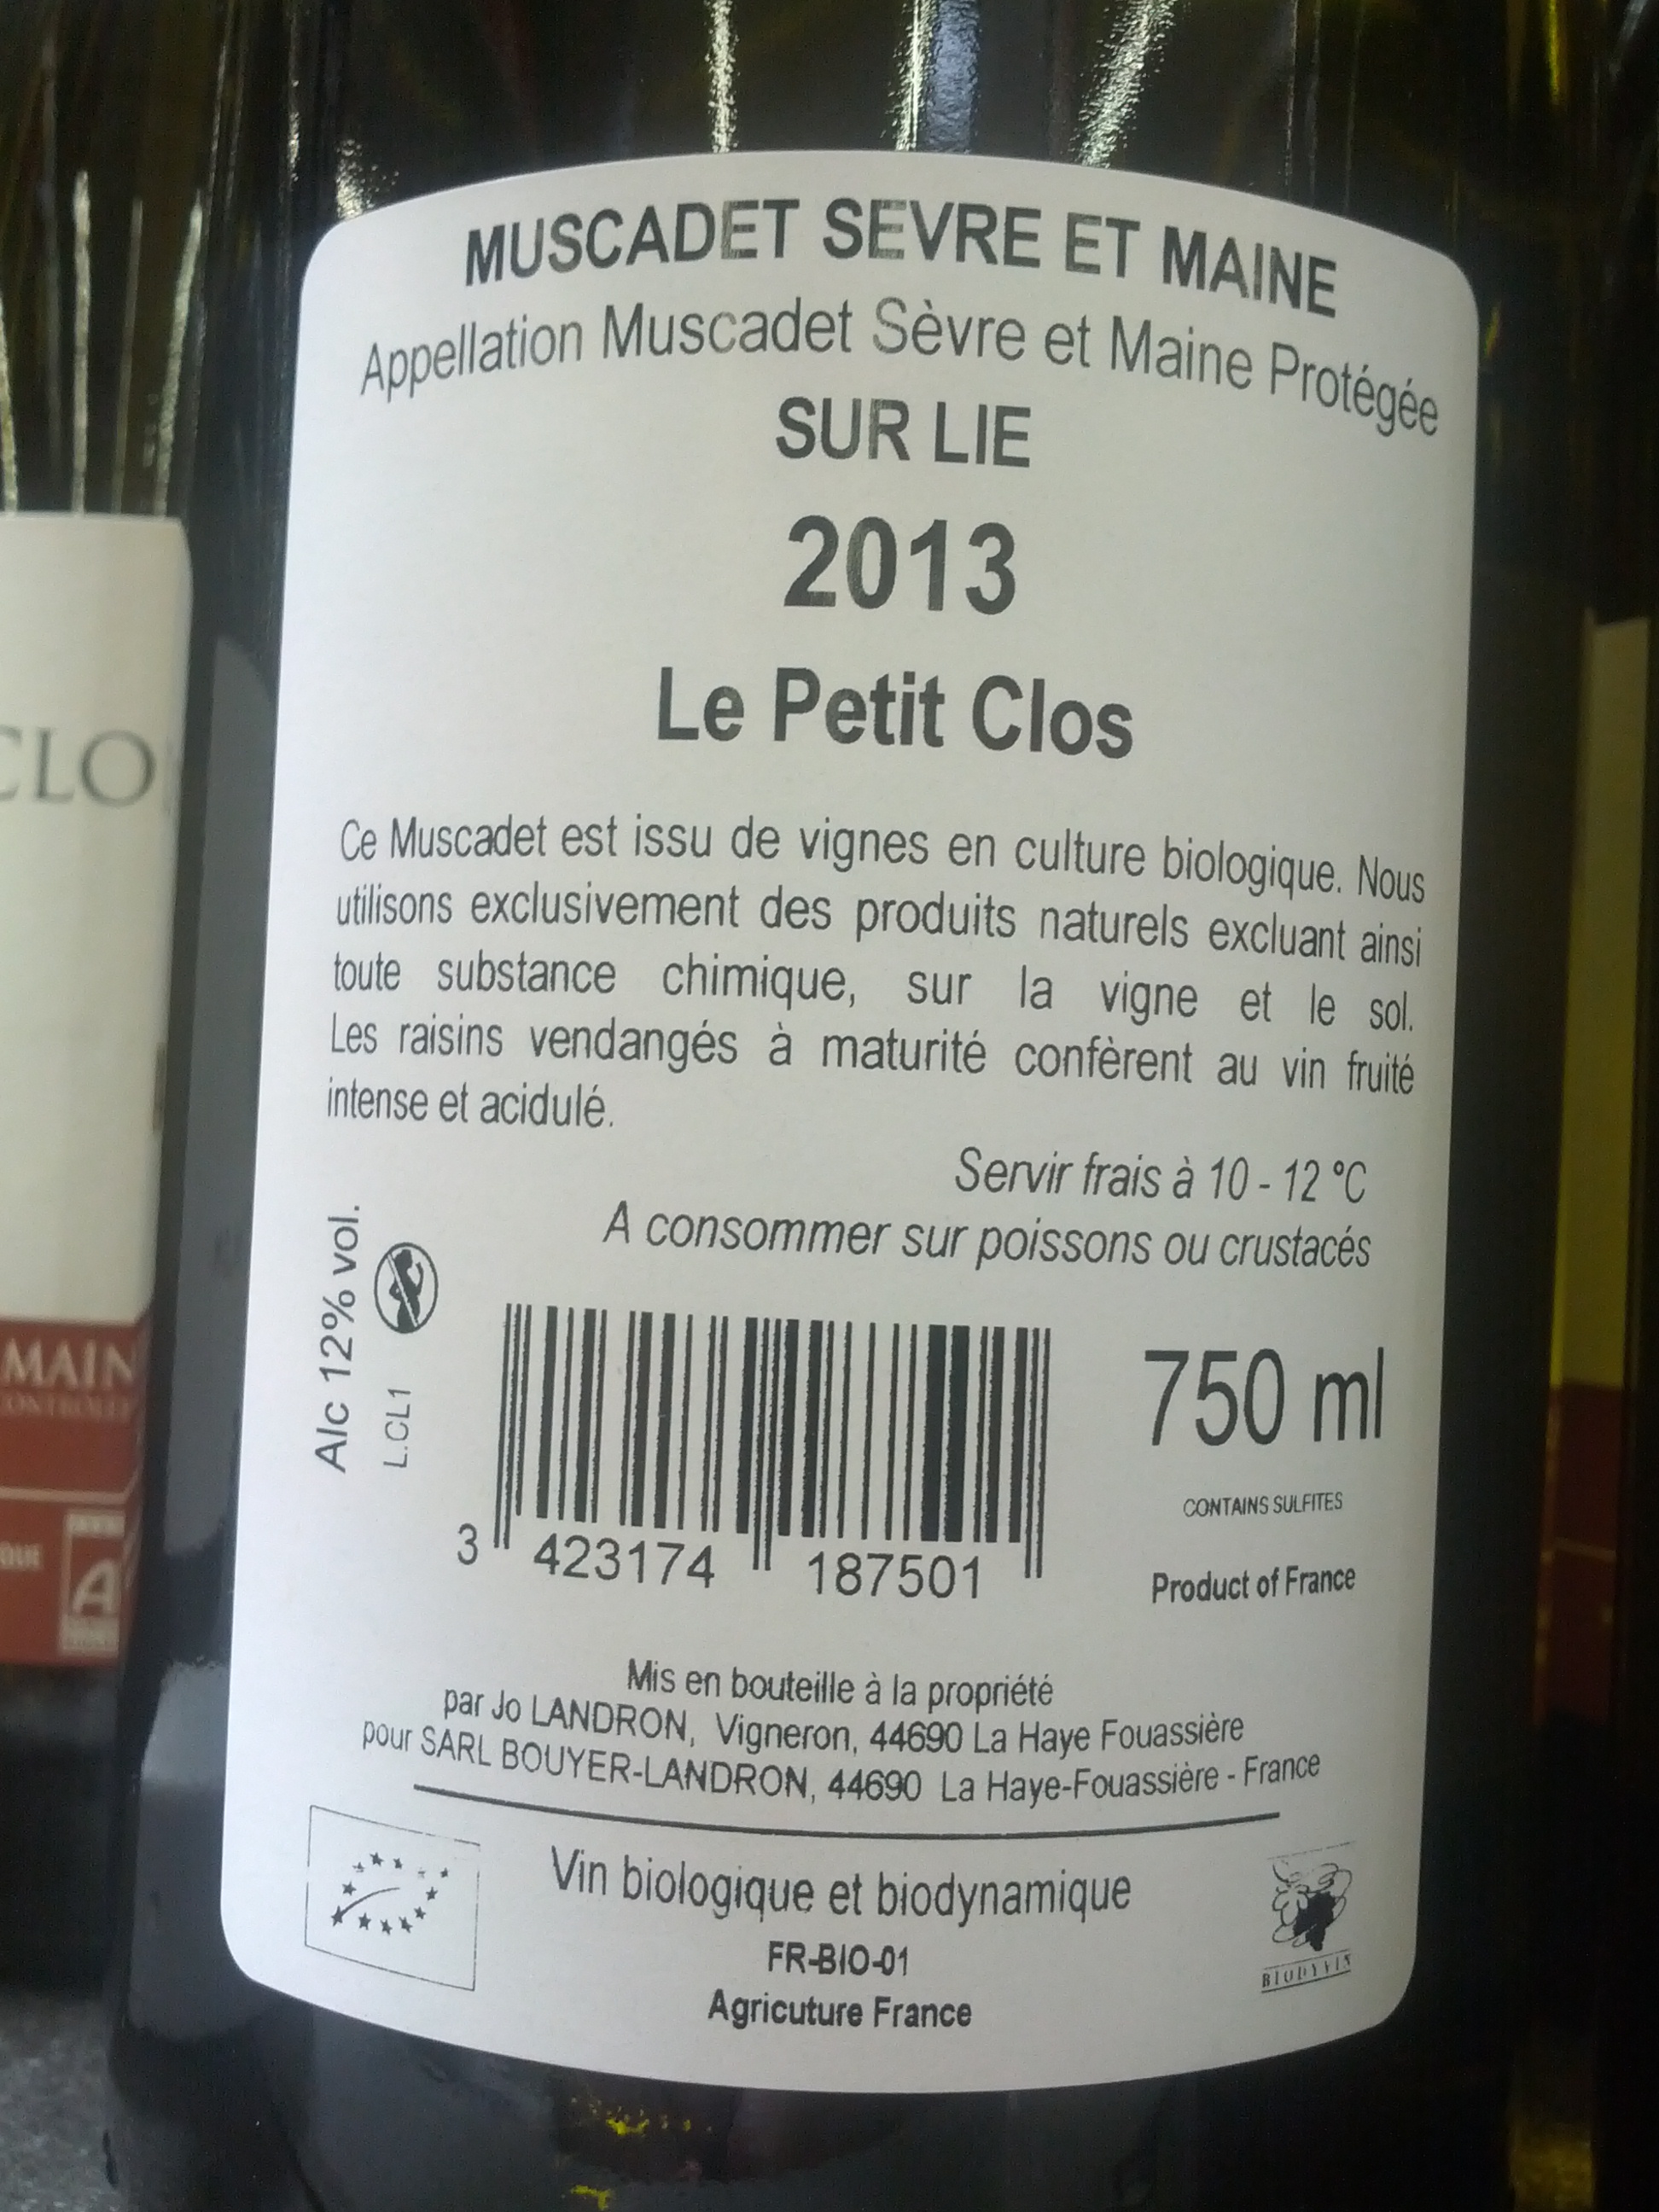 MUSCADET SEVRE ET MAINE
Appellation Muscadet Sèvre et Maine Protégée
SUR LIE
2013
Le Petit Clos
Ce Muscadet est issu de vignes en culture biologique. Nous
utilisons exclusivement des produits naturels excluant ainsi
toute substance chimique, sur la vigne et le sol.
Les raisins vendangés à maturité confèrent au vin fruité
intense et acidulé.
Servir frais à 10 - 12 °C
A consommer sur poissons ou crustacés
Alc 12% vol.
L.CL1
3 423174 187501
750 ml
CONTAINS SULFITES
Product of France
Mis en bouteille à la propriété
par Jo LANDRON, Vigneron, 44690 La Haye Fouassière
pour SARL BOUYER-LANDRON, 44690 La Haye-Fouassière - France
Vin biologique et biodynamique
FR-BIO-01
Agricuture France
BIODYVIN
CLO
MAIN